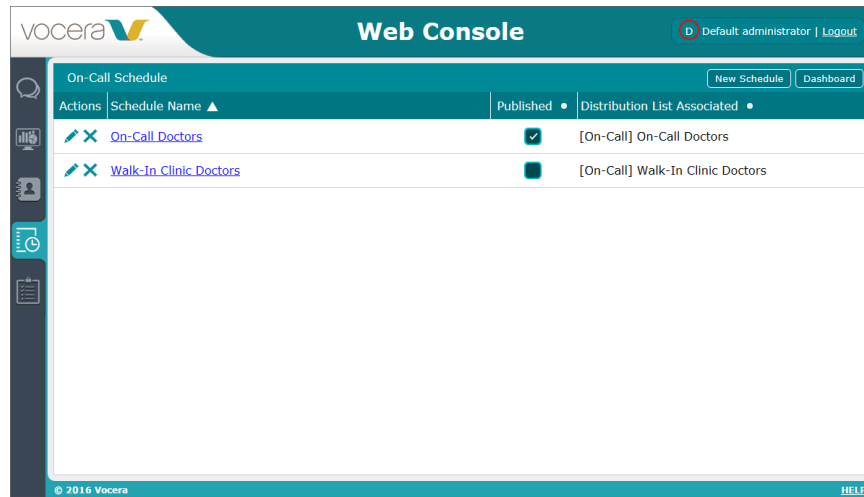 vocera
Web Console
D Default administrator | Logout
On-Call Schedule
New Schedule Dashboard
Actions Schedule Name ▲ Published • Distribution List Associated •
On-Call Doctors [On-Call] On-Call Doctors
Walk-In Clinic Doctors [On-Call] Walk-In Clinic Doctors
© 2016 Vocera HELP